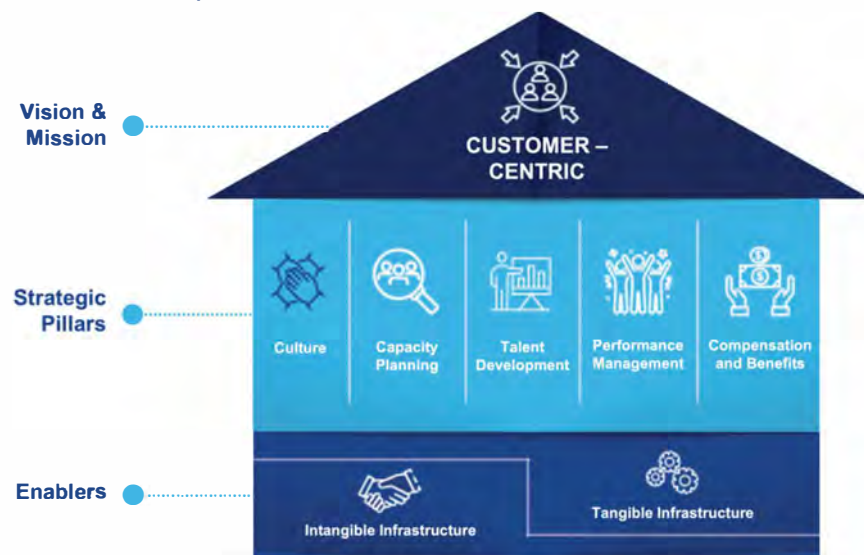 Vision &
Mission
CUSTOMER –
CENTRIC
Strategic
Pillars
Culture
Capacity
Planning
Talent
Development
Performance
Management
Compensation
and Benefits
Enablers
Intangible Infrastructure
Tangible Infrastructure